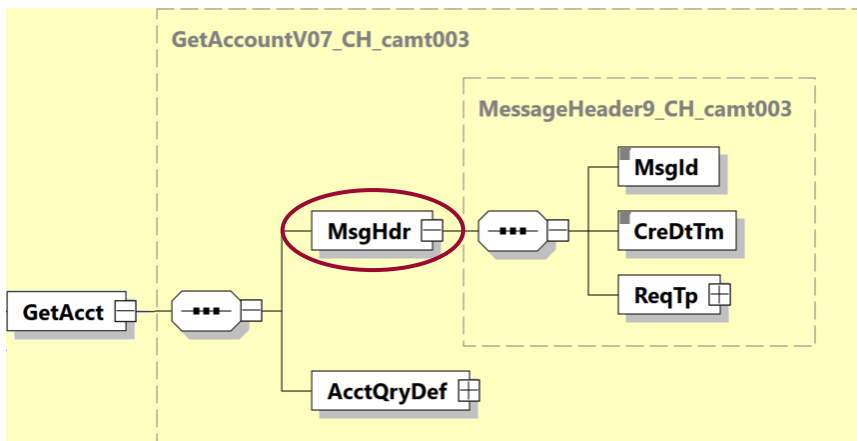 GetAccountV07_CH_camt003
MessageHeader9_CH_camt003
MsgId
MsgHdr
CreDtTm
ReqTp
GetAcct
AcctQryDef